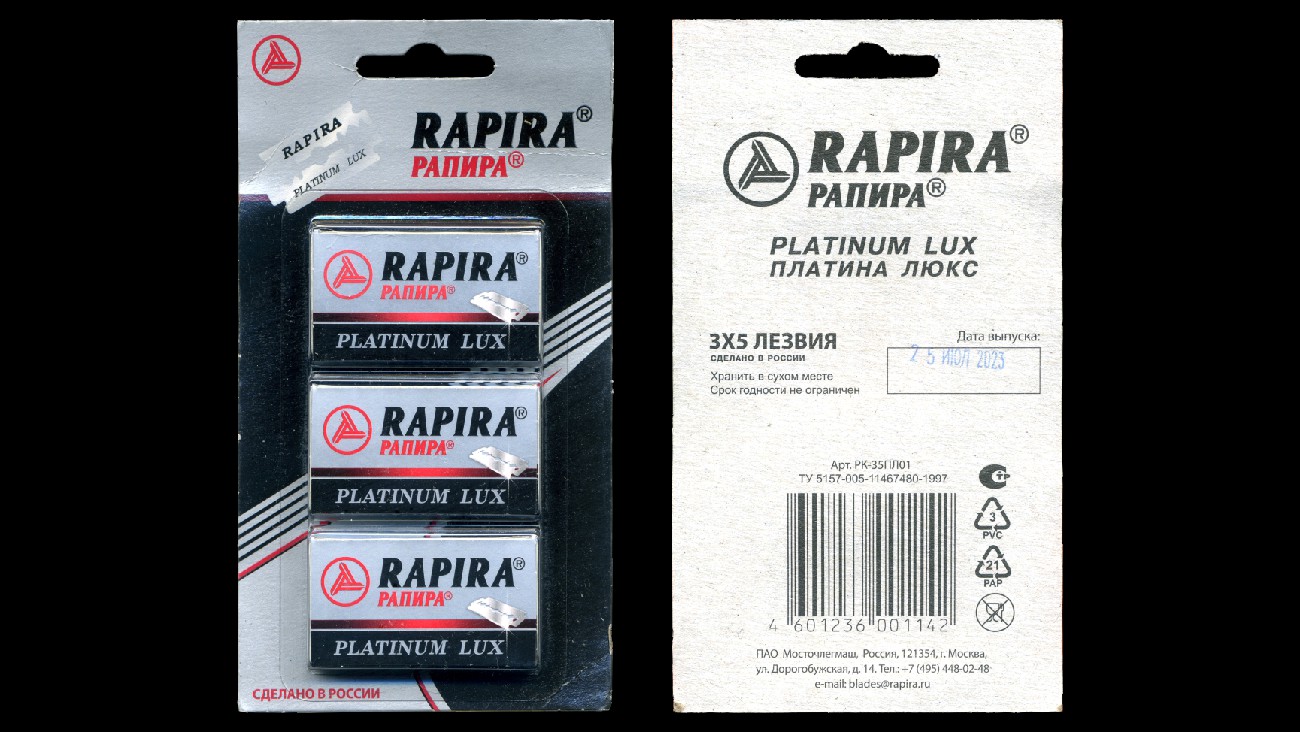 RAPIRA
PLATINUM LUX
RAPIRA®
РАПИРА®
RAPIRA®
РАПИРА®
PLATINUM LUX
RAPIRA®
РАПИРА®
PLATINUM LUX
RAPIRA®
РАПИРА®
PLATINUM LUX
СДЕЛАНО В РОССИИ
RAPIRA®
РАПИРА®
PLATINUM LUX
ПЛАТИНА ЛЮКС
3X5 ЛЕЗВИЯ
СДЕЛАНО В РОССИИ
Хранить в сухом месте
Срок годности не ограничен
Дата выпуска:
25 ИЮЛ 2023
Арт. РК-35ПЛ01
ТУ 5157-005-11467480-1997
3
PVC
21
PAP
4 601236 001142
ПАО Мосточлегмаш, Россия, 121354, г. Москва,
ул. Дорогобужская, д. 14. Тел.: +7 (495) 448-02-48
e-mail: blades@rapira.ru